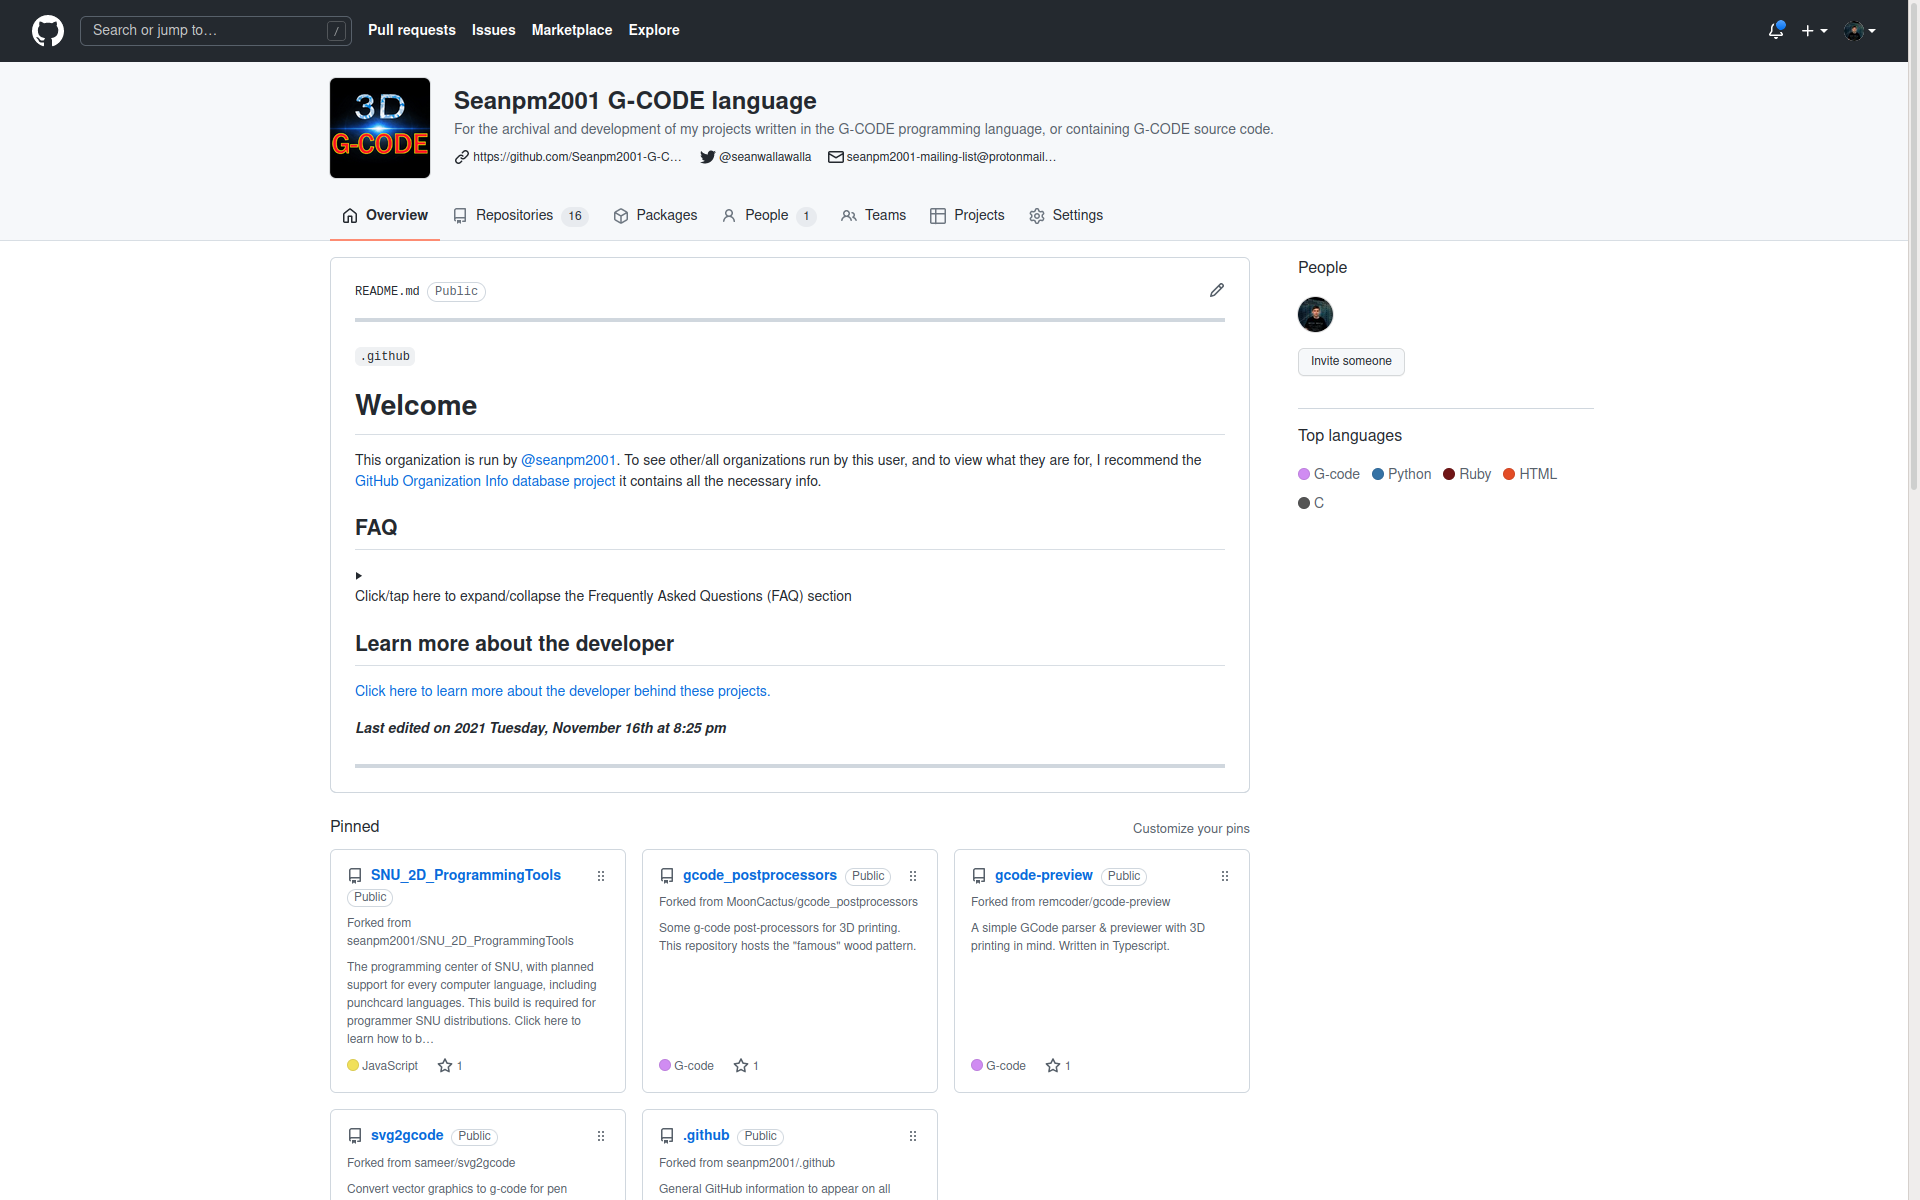 Search or jump to… /
Pull requests Issues Marketplace Explore
3D
G-CODE
Seanpm2001 G-CODE language
For the archival and development of my projects written in the G-CODE programming language, or containing G-CODE source code.
https://github.com/Seanpm2001-G-C… @seanwallawalla seanpm2001-mailing-list@protonmail…
Overview Repositories 16 Packages People 1 Teams Projects Settings
README.md Public
.github
Welcome
This organization is run by @seanpm2001. To see other/all organizations run by this user, and to view what they are for, I recommend the
GitHub Organization Info database project it contains all the necessary info.
FAQ
Click/tap here to expand/collapse the Frequently Asked Questions (FAQ) section
Learn more about the developer
Click here to learn more about the developer behind these projects.
Last edited on 2021 Tuesday, November 16th at 8:25 pm
People
Invite someone
Top languages
G-code Python Ruby HTML
C
Pinned
Customize your pins
SNU_2D_ProgrammingTools
Public
Forked from
seanpm2001/SNU_2D_ProgrammingTools
The programming center of SNU, with planned
support for every computer language, including
punchcard languages. This build is required for
programmer SNU distributions. Click here to
learn how to b…
JavaScript 1
gcode_postprocessors Public
Forked from MoonCactus/gcode_postprocessors
Some g-code post-processors for 3D printing.
This repository hosts the "famous" wood pattern.
G-code 1
gcode-preview Public
Forked from remcoder/gcode-preview
A simple GCode parser & previewer with 3D
printing in mind. Written in Typescript.
G-code 1
svg2gcode Public
Forked from sameer/svg2gcode
Convert vector graphics to g-code for pen
.github Public
Forked from seanpm2001/.github
General GitHub information to appear on all